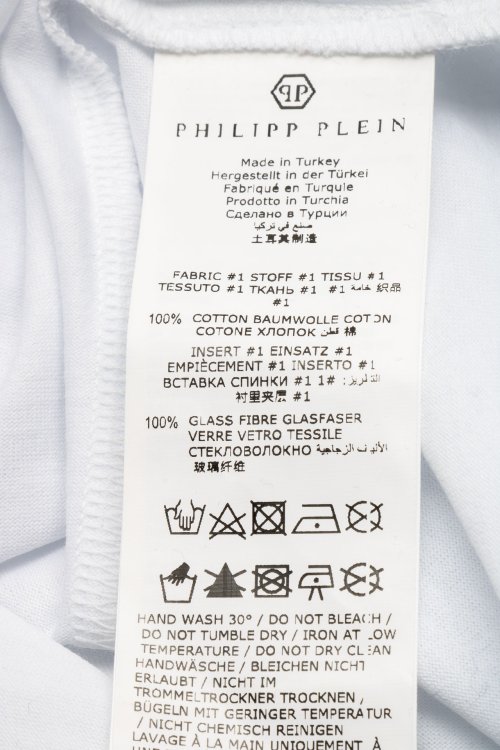 PP
PHILIPP PLEIN
Made in Turkey
Hergestellt in der Türkei
Fabriqué en Turquie
Prodotto in Turchia
Сделано в Турции
صنع في تركيا
土耳其制造
FABRIC #1 STOFF #1 TISSU #1
TESSUTO #1 ТКАНЬ #1 #1 خامة 织品
#1
100% COTTON BAUMWOLLE COTON
COTONE ХЛОПОК قطن 棉
INSERT #1 EINSATZ #1
EMPIÈCEMENT #1 INSERTO #1
ВСТАВКА СПИНКИ #1 1# :التلريز
衬里夹层 #1
100% GLASS FIBRE GLASFASER
VERRE VETRO TESSILE
СТЕКЛОВОЛОКНО الألياف الزجاجية
玻璃纤维
HAND WASH 30° / DO NOT BLEACH /
DO NOT TUMBLE DRY / IRON AT LOW
TEMPERATURE / DO NOT DRY CLEAN
HANDWÄSCHE / BLEICHEN NICHT
ERLAUBT / NICHT IM
TROMMELTROCKNER TROCKNEN ,
BÜGELN MIT GERINGER TEMPERATUR
/ NICHT CHEMISCH REINIGEN
LAVAGE À LA MAIN UNIQUEMENT À